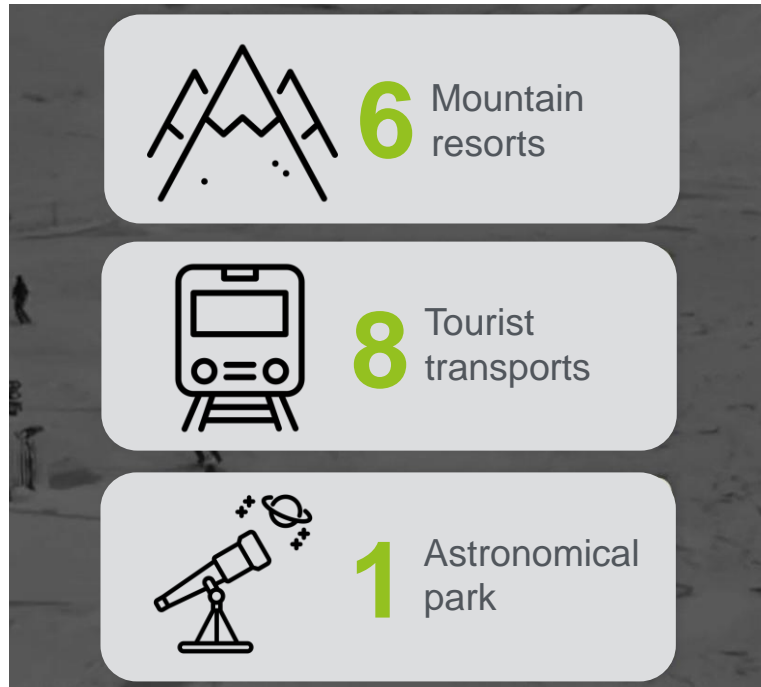 6 Mountain
resorts
8 Tourist
transports
1 Astronomical
park